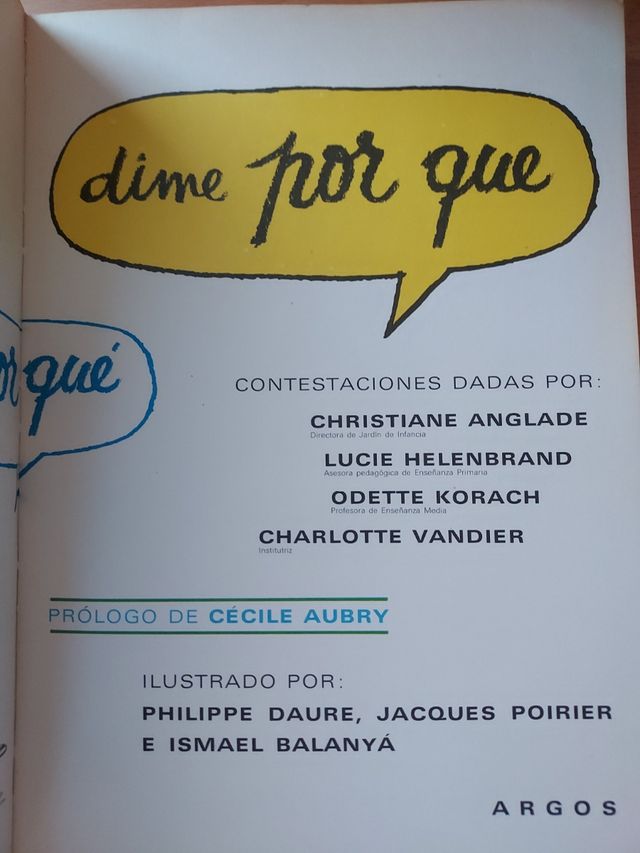 dime por que
qué
CONTESTACIONES DADAS POR:
CHRISTIANE ANGLADE
Directora de Jardín de Infancia
LUCIE HELENBRAND
Asesora pedagógica de Enseñanza Primaria
ODETTE KORACH
Profesora de Enseñanza Media
CHARLOTTE VANDIER
Institutriz
PRÓLOGO DE CÉCILE AUBRY
ILUSTRADO POR:
PHILIPPE DAURE, JACQUES POIRIER
E ISMAEL BALANYÁ
ARGOS